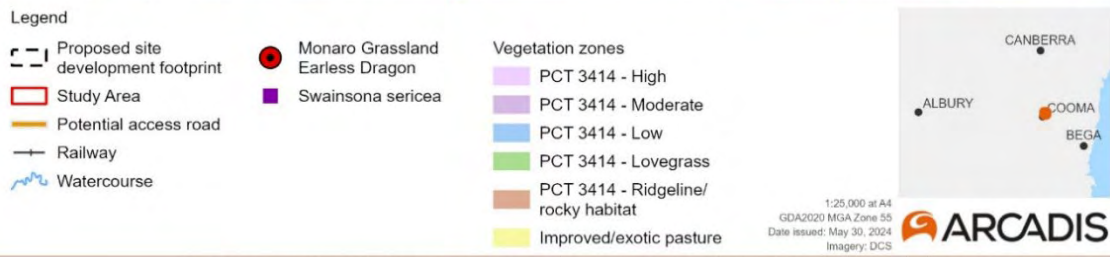 Legend
Proposed site
development footprint
Study Area
Potential access road
Railway
Watercourse
Monaro Grassland
Earless Dragon
Swainsona sericea
Vegetation zones
PCT 3414 - High
PCT 3414 - Moderate
PCT 3414 - Low
PCT 3414 - Lovegrass
PCT 3414 - Ridgeline/
rocky habitat
Improved/exotic pasture
CANBERRA
ALBURY
COOMA
BEGA
1:25,000 at A4
GDA2020 MGA Zone 55
Date issued: May 30, 2024
Imagery: DCS
ARCADIS